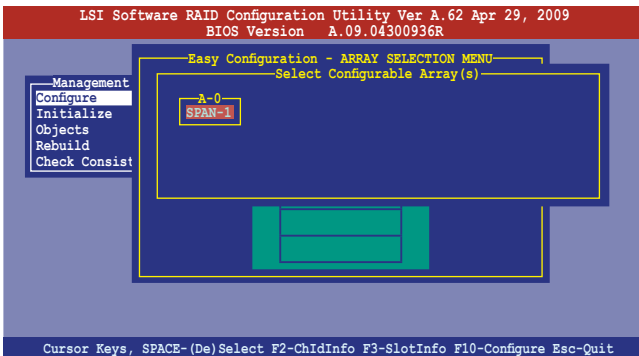 LSI Software RAID Configuration Utility Ver A.62 Apr 29, 2009
BIOS Version A.09.04300936R
Easy Configuration - ARRAY SELECTION MENU
Select Configurable Array(s)
A-0
SPAN-1
Management
Configure
Initialize
Objects
Rebuild
Check Consist
Cursor Keys, SPACE-(De)Select F2-ChIdInfo F3-SlotInfo F10-Configure Esc-Quit